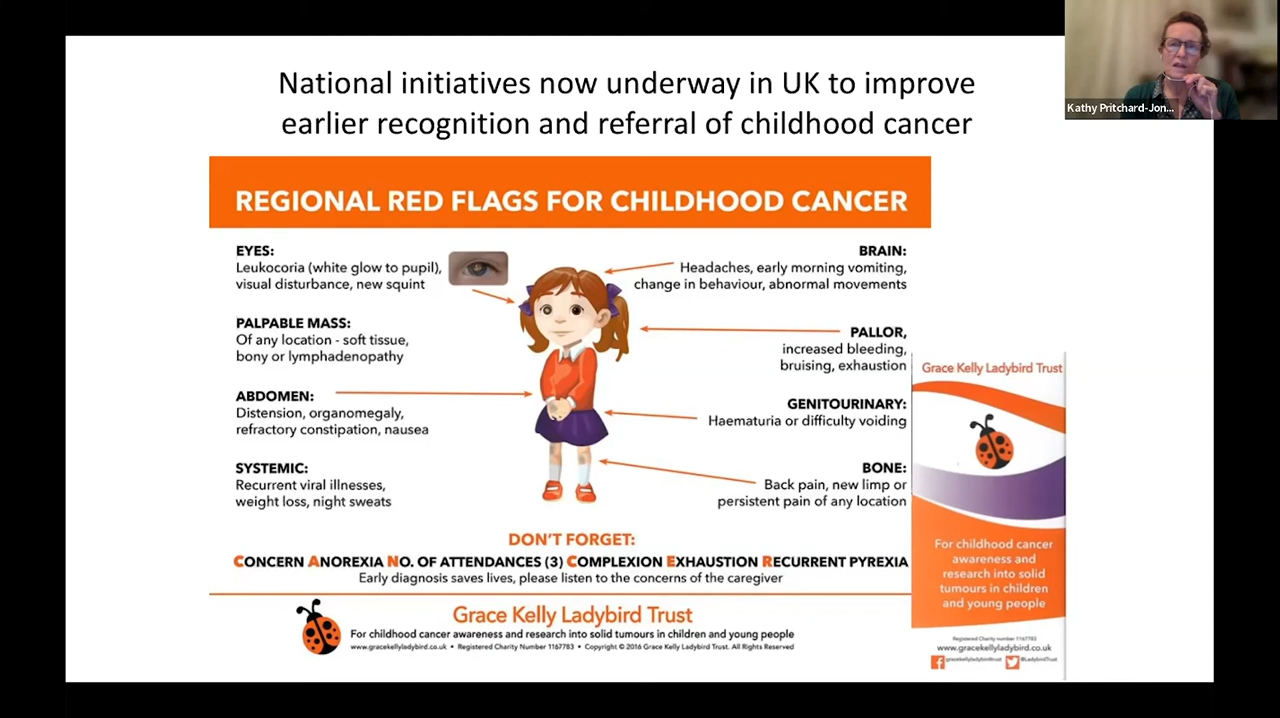 National initiatives now underway in UK to improve
earlier recognition and referral of childhood cancer
Kathy Pritchard-Jon...
REGIONAL RED FLAGS FOR CHILDHOOD CANCER
EYES:
Leukocoria (white glow to pupil),
visual disturbance, new squint
PALPABLE MASS:
Of any location - soft tissue,
bony or lymphadenopathy
ABDOMEN:
Distension, organomegaly,
refractory constipation, nausea
SYSTEMIC:
Recurrent viral illnesses,
weight loss, night sweats
BRAIN:
Headaches, early morning vomiting,
change in behaviour, abnormal movements
PALLOR,
increased bleeding,
bruising, exhaustion
GENITOURINARY:
Haematuria or difficulty voiding
BONE:
Back pain, new limp or
persistent pain of any location
DON'T FORGET:
CONCERN ANOREXIA NO. OF ATTENDANCES (3) COMPLEXION EXHAUSTION RECURRENT PYREXIA
Early diagnosis saves lives, please listen to the concerns of the caregiver
Grace Kelly Ladybird Trust
For childhood cancer awareness and research into solid tumours in children and young people
www.gracekellyladybird.co.uk • Registered Charity Number 1167783 • Copyright © 2016 Grace Kelly Ladybird Trust. All Rights Reserved
Grace Kelly Ladybird Trust
For childhood cancer
awareness and
research into solid
tumours in children
and young people
Registered Charity number 1167783
www.gracekellyladybird.co.uk
gracekellyladybirdtrust
@LadybirdTrust